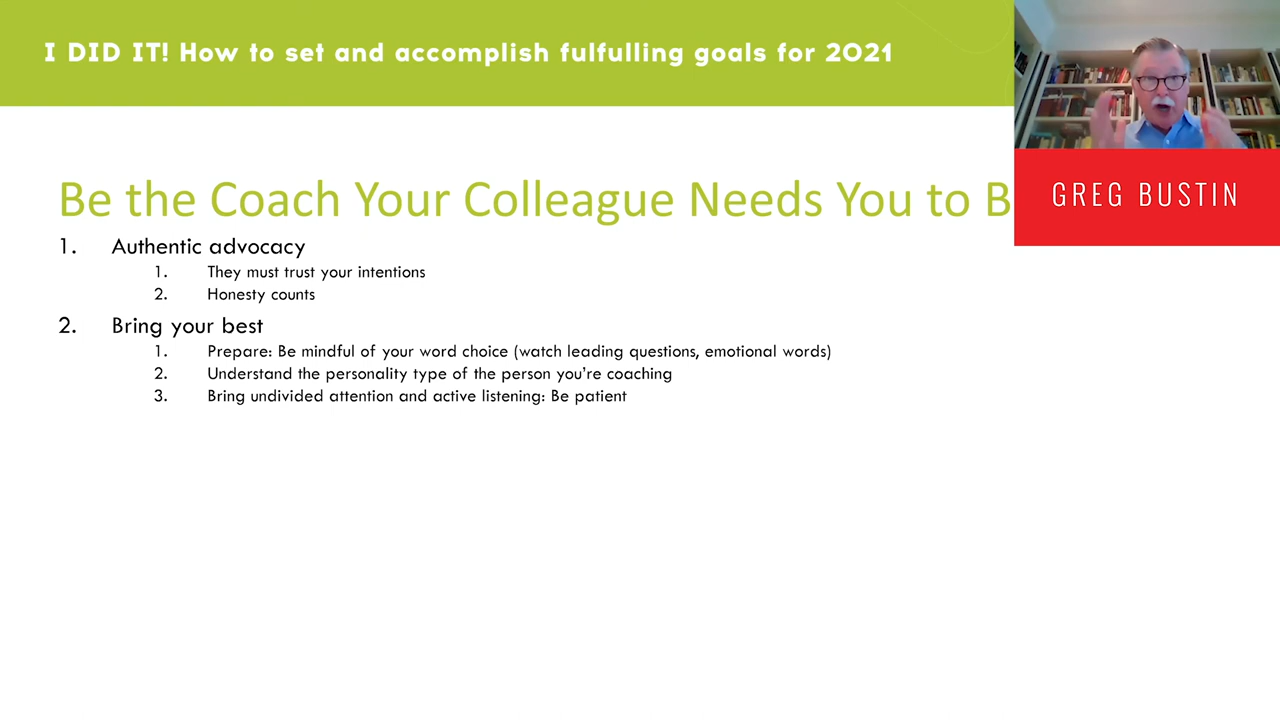 I DID IT! How to set and accomplish fulfulling goals for 2021
GREG BUSTIN
Be the Coach Your Colleague Needs You to B
1. Authentic advocacy
1. They must trust your intentions
2. Honesty counts
2. Bring your best
1. Prepare: Be mindful of your word choice (watch leading questions, emotional words)
2. Understand the personality type of the person you're coaching
3. Bring undivided attention and active listening: Be patient